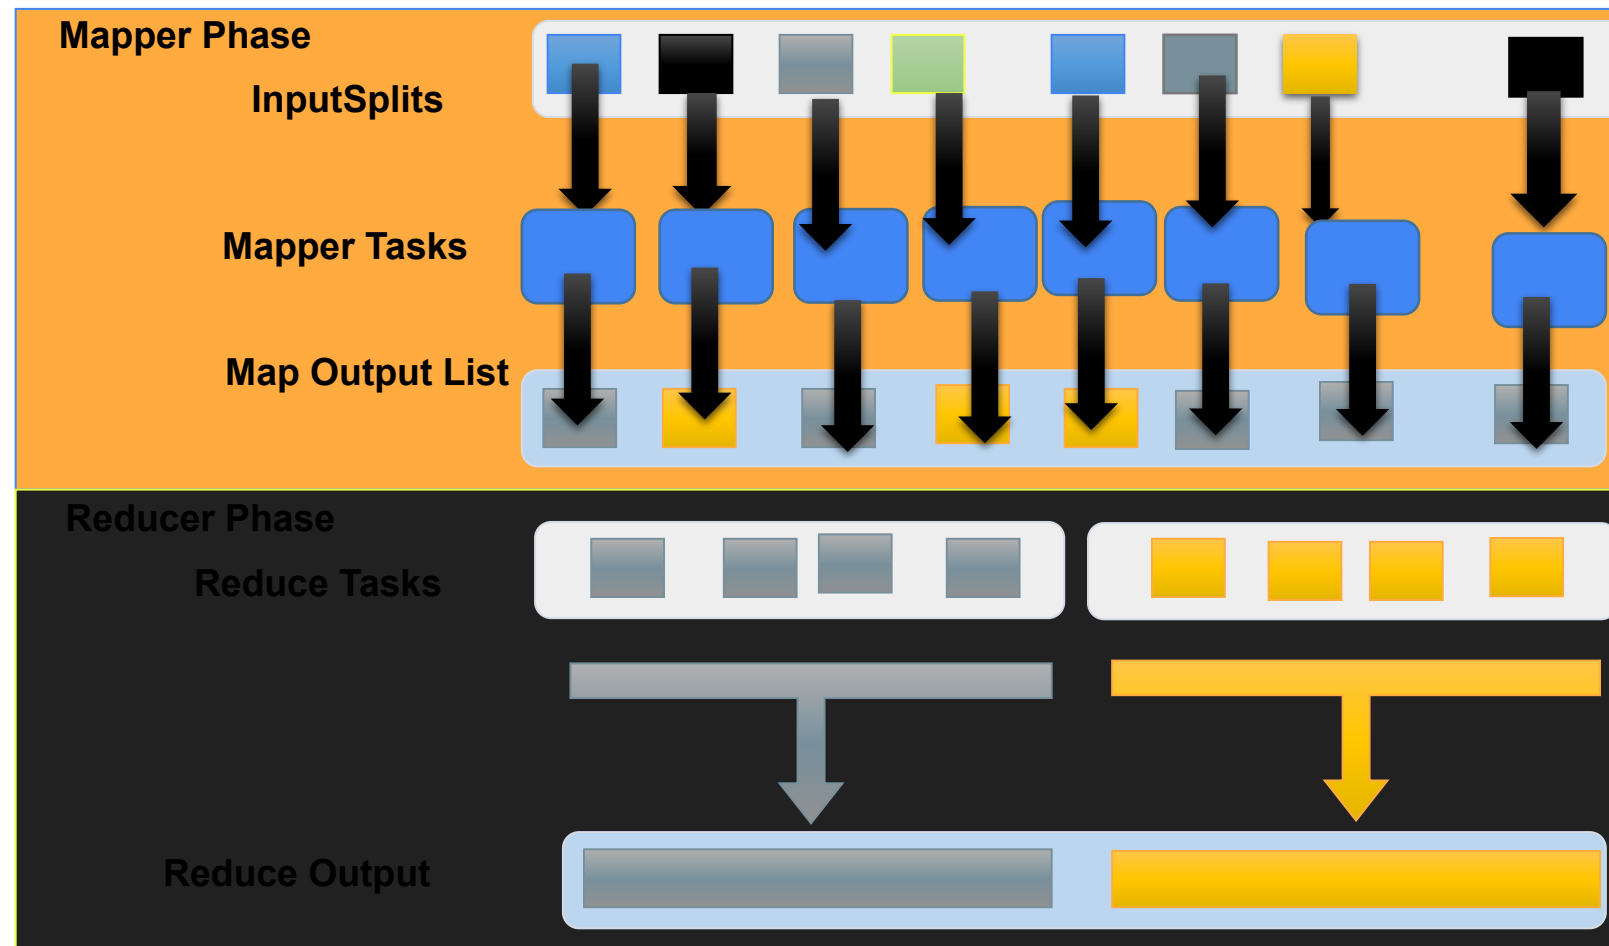 Mapper Phase
InputSplits
Mapper Tasks
Map Output List
Reducer Phase
Reduce Tasks
Reduce Output